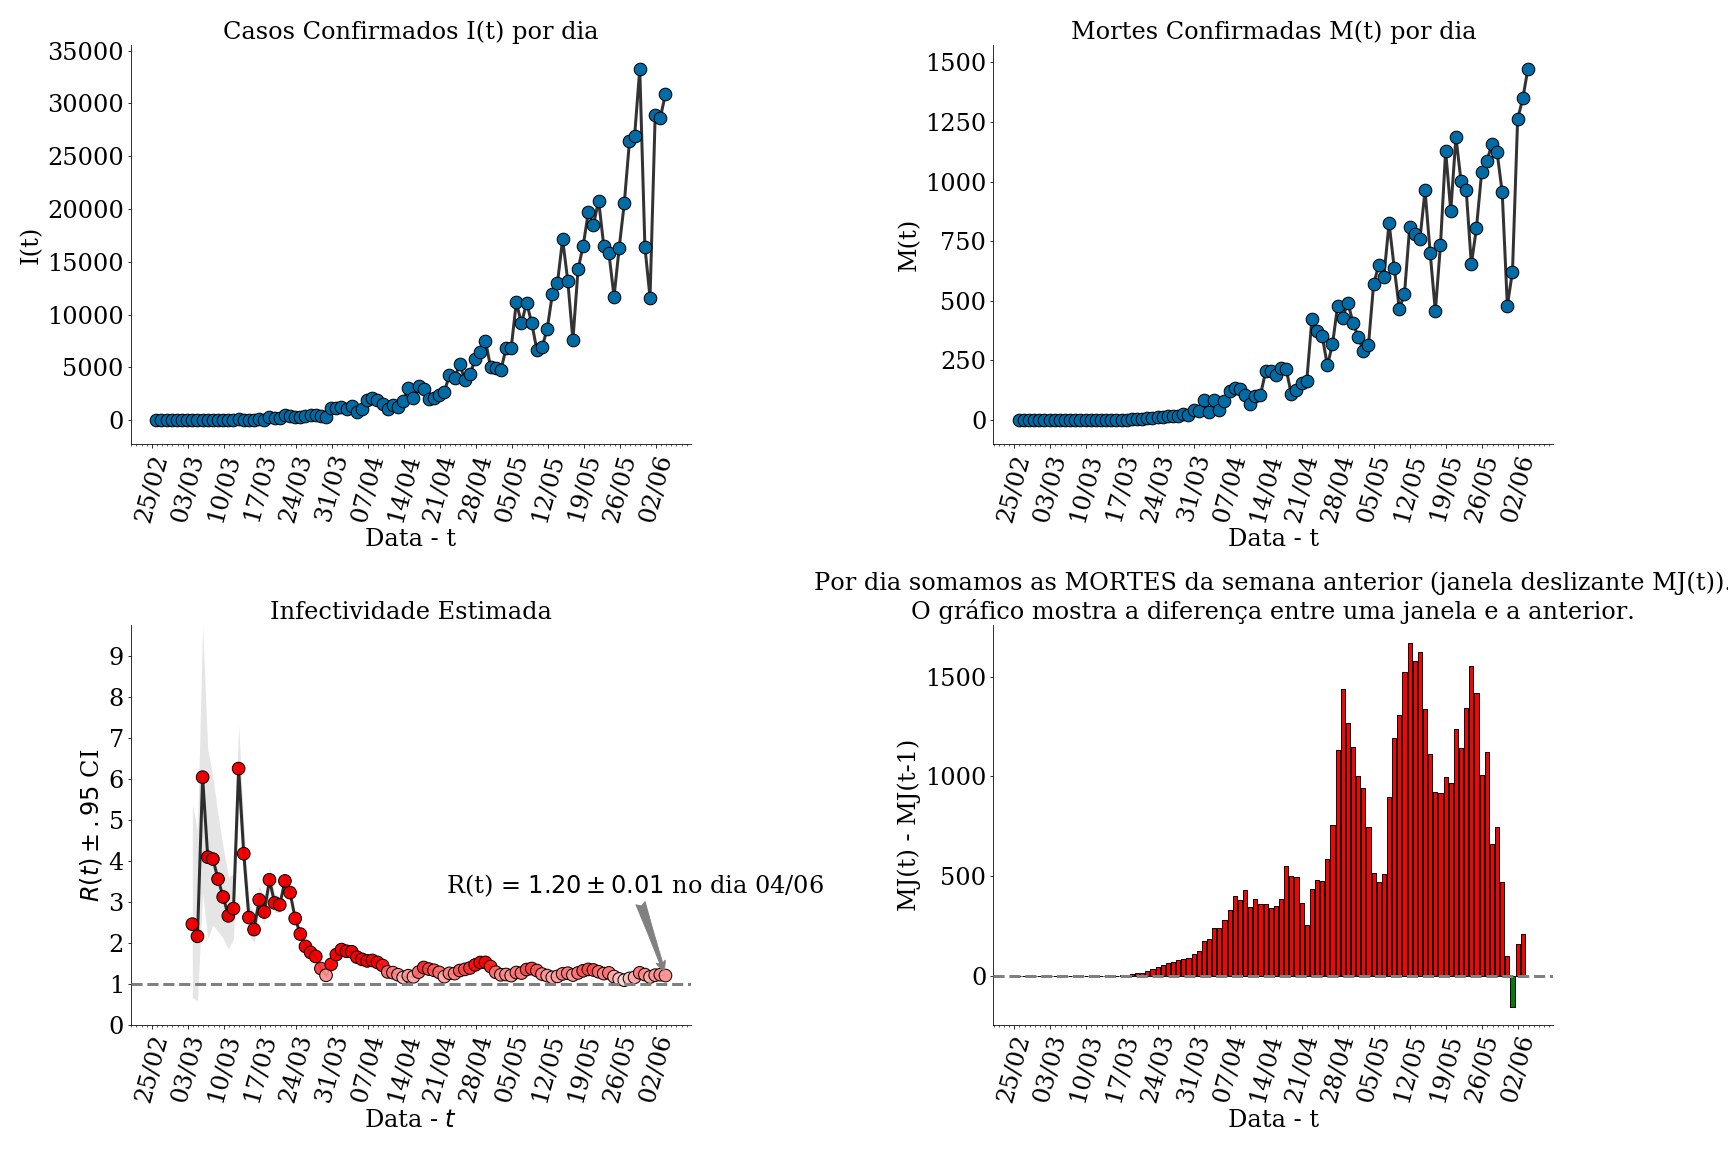 Casos Confirmados I(t) por dia
35000
30000
25000
20000
15000
10000
5000
0
I(t)
25/02 03/03 10/03 17/03 24/03 31/03 07/04 14/04 21/04 28/04 05/05 12/05 19/05 26/05 02/06
Data - t
Mortes Confirmadas M(t) por dia
1500
1250
1000
750
500
250
0
M(t)
25/02 03/03 10/03 17/03 24/03 31/03 07/04 14/04 21/04 28/04 05/05 12/05 19/05 26/05 02/06
Data - t
Infectividade Estimada
9
8
7
6
5
4
3
2
1
0
R(t) ± .95 CI
R(t) = 1.20 ± 0.01 no dia 04/06
25/02 03/03 10/03 17/03 24/03 31/03 07/04 14/04 21/04 28/04 05/05 12/05 19/05 26/05 02/06
Data - t
Por dia somamos as MORTES da semana anterior (janela deslizante MJ(t)).
O gráfico mostra a diferença entre uma janela e a anterior.
1500
1000
500
0
MJ(t) - MJ(t-1)
25/02 03/03 10/03 17/03 24/03 31/03 07/04 14/04 21/04 28/04 05/05 12/05 19/05 26/05 02/06
Data - t